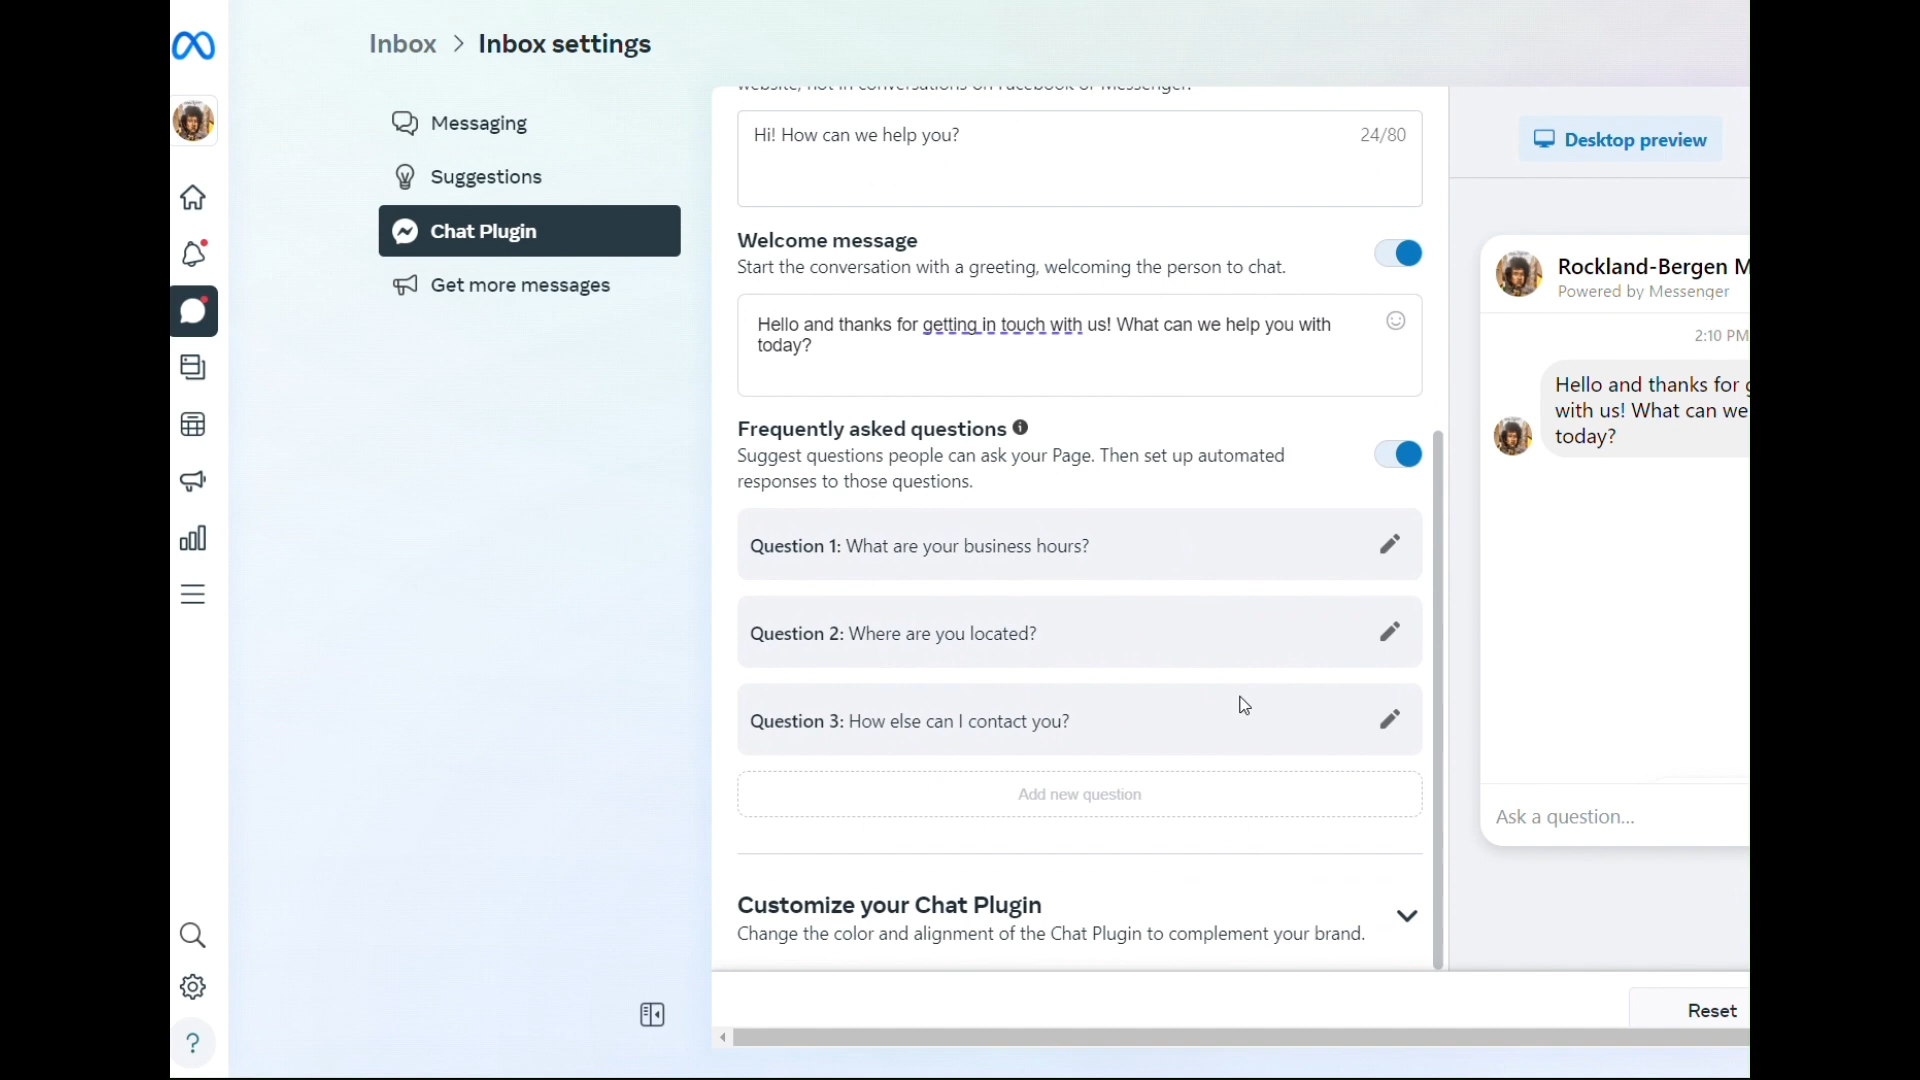 Inbox > Inbox settings
Messaging
Suggestions
Chat Plugin
Get more messages
Hi! How can we help you?
24/80
Welcome message
Start the conversation with a greeting, welcoming the person to chat.
Hello and thanks for getting in touch with us! What can we help you with
today?
Frequently asked questions
Suggest questions people can ask your Page. Then set up automated
responses to those questions.
Question 1: What are your business hours?
Question 2: Where are you located?
Question 3: How else can I contact you?
Add new question
Customize your Chat Plugin
Change the color and alignment of the Chat Plugin to complement your brand.
Desktop preview
Rockland-Bergen M
Powered by Messenger
2:10 PM
Hello and thanks for g
with us! What can we
today?
Ask a question...
Reset